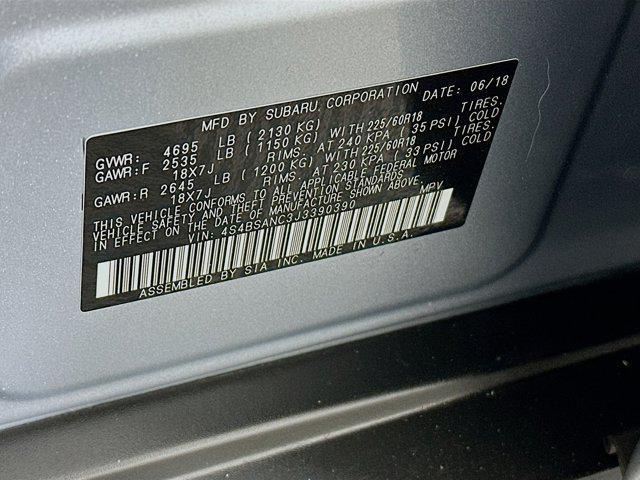 MFD BY SUBARU CORPORATION DATE: 06/18
GVWR: 4695 LB (2130 KG)
GAWR:F 2535 LB (1150 KG) WITH 225/60R18 TIRES.
18X7J RIMS. AT 240 KPA (35 PSI) COLD
GAWR:R 2645 LB (1200 KG) WITH 225/60R18 TIRES.
18X7J RIMS. AT 230 KPA (33 PSI) COLD
THIS VEHICLE CONFORMS TO ALL APPLICABLE FEDERAL MOTOR
VEHICLE SAFETY AND THEFT PREVENTION STANDARDS
IN EFFECT ON THE DATE OF MANUFACTURE SHOWN ABOVE.
VIN: 4S4BSANC3J3390390 MPV
ASSEMBLED BY SIA INC. MADE IN U.S.A.